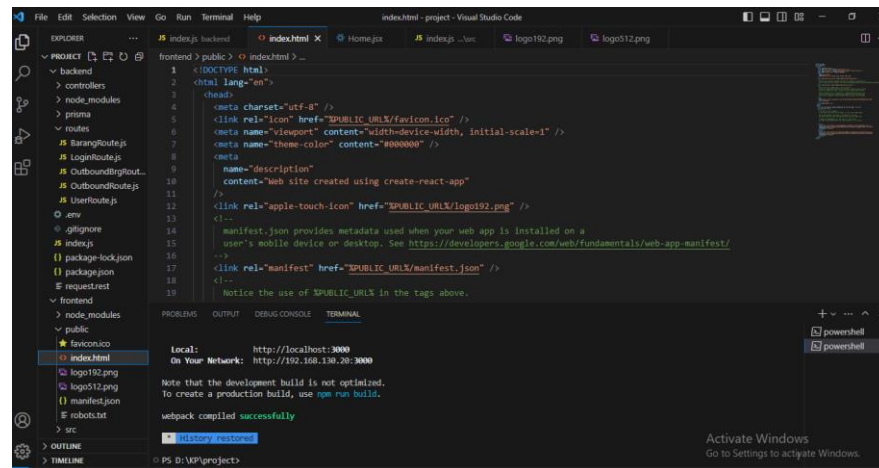 File Edit Selection View Go Run Terminal Help
index.html - project - Visual Studio Code
EXPLORER
JS index.js backend
index.html
Home.jsx
JS index.js ...\src
logo192.png
logo512.png
PROJECT
backend
controllers
node_modules
prisma
routes
JS BarangRoute.js
JS LoginRoute.js
JS OutboundBrgRout...
JS OutboundRoute.js
JS UserRoute.js
.env
.gitignore
JS index.js
{} package-lock.json
{} package.json
request.rest
frontend
node_modules
public
favicon.ico
index.html
logo192.png
logo512.png
{} manifest.json
robots.txt
src
OUTLINE
TIMELINE
frontend > public > index.html > ...
1 <!DOCTYPE html>
2 <html lang="en">
3 <head>
4 <meta charset="utf-8" />
5 <link rel="icon" href="%PUBLIC_URL%/favicon.ico" />
6 <meta name="viewport" content="width=device-width, initial-scale=1" />
7 <meta name="theme-color" content="#000000" />
8 <meta
9 name="description"
10 content="Web site created using create-react-app"
11 />
12 <link rel="apple-touch-icon" href="%PUBLIC_URL%/logo192.png" />
13 <!--
14 manifest.json provides metadata used when your web app is installed on a
15 user's mobile device or desktop. See https://developers.google.com/web/fundamentals/web-app-manifest/
16 -->
17 <link rel="manifest" href="%PUBLIC_URL%/manifest.json" />
18 <!--
19 Notice the use of %PUBLIC_URL% in the tags above.
PROBLEMS OUTPUT DEBUG CONSOLE TERMINAL
powershell
powershell
Local: http://localhost:3000
On Your Network: http://192.168.130.20:3000
Note that the development build is not optimized.
To create a production build, use npm run build.
webpack compiled successfully
* History restored
PS D:\KP\project>
Activate Windows
Go to Settings to activate Windows.